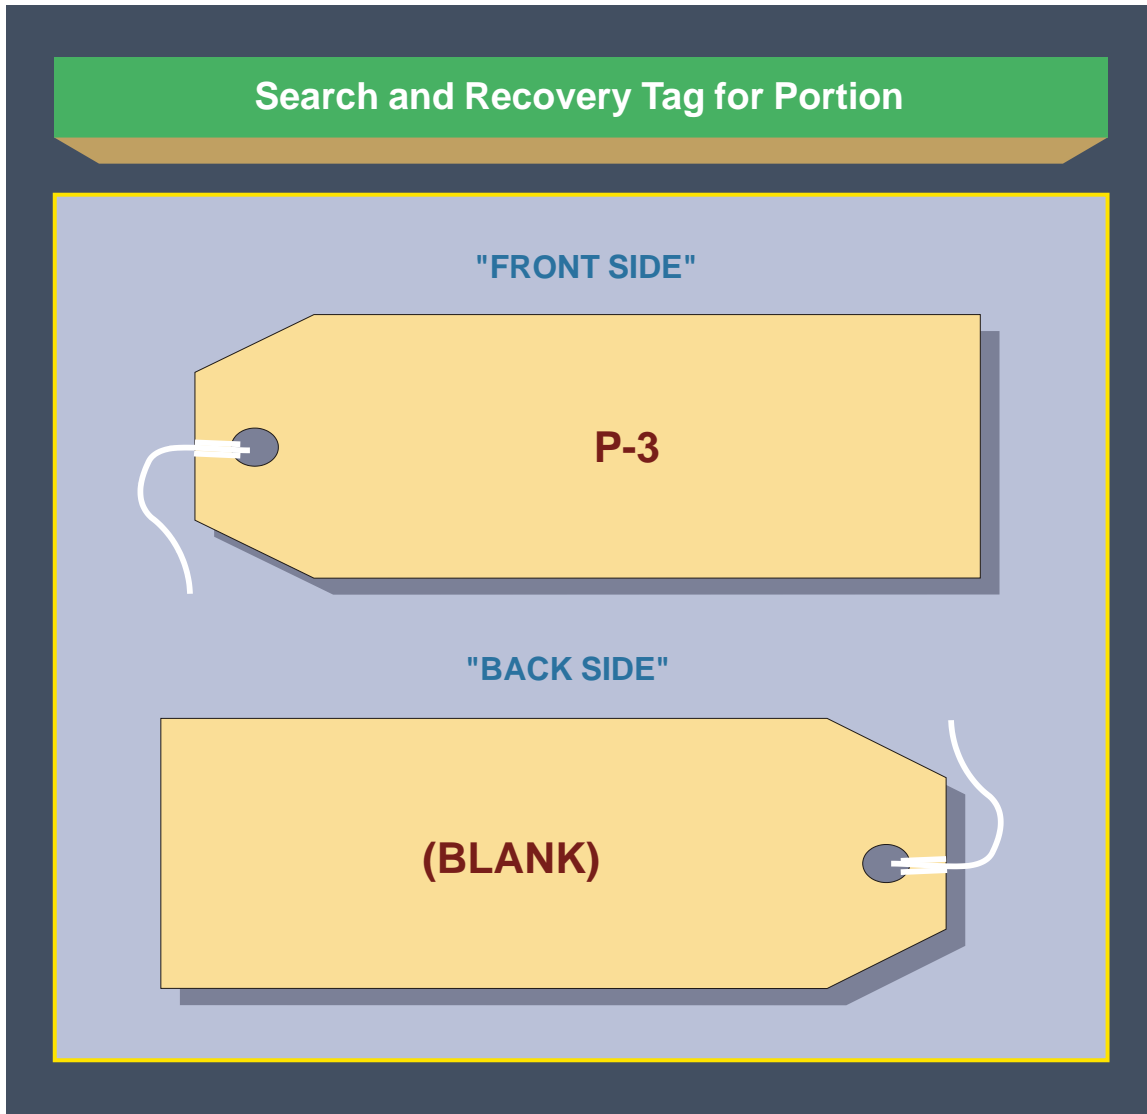 Search and Recovery Tag for Portion
"FRONT SIDE"
P-3
"BACK SIDE"
(BLANK)